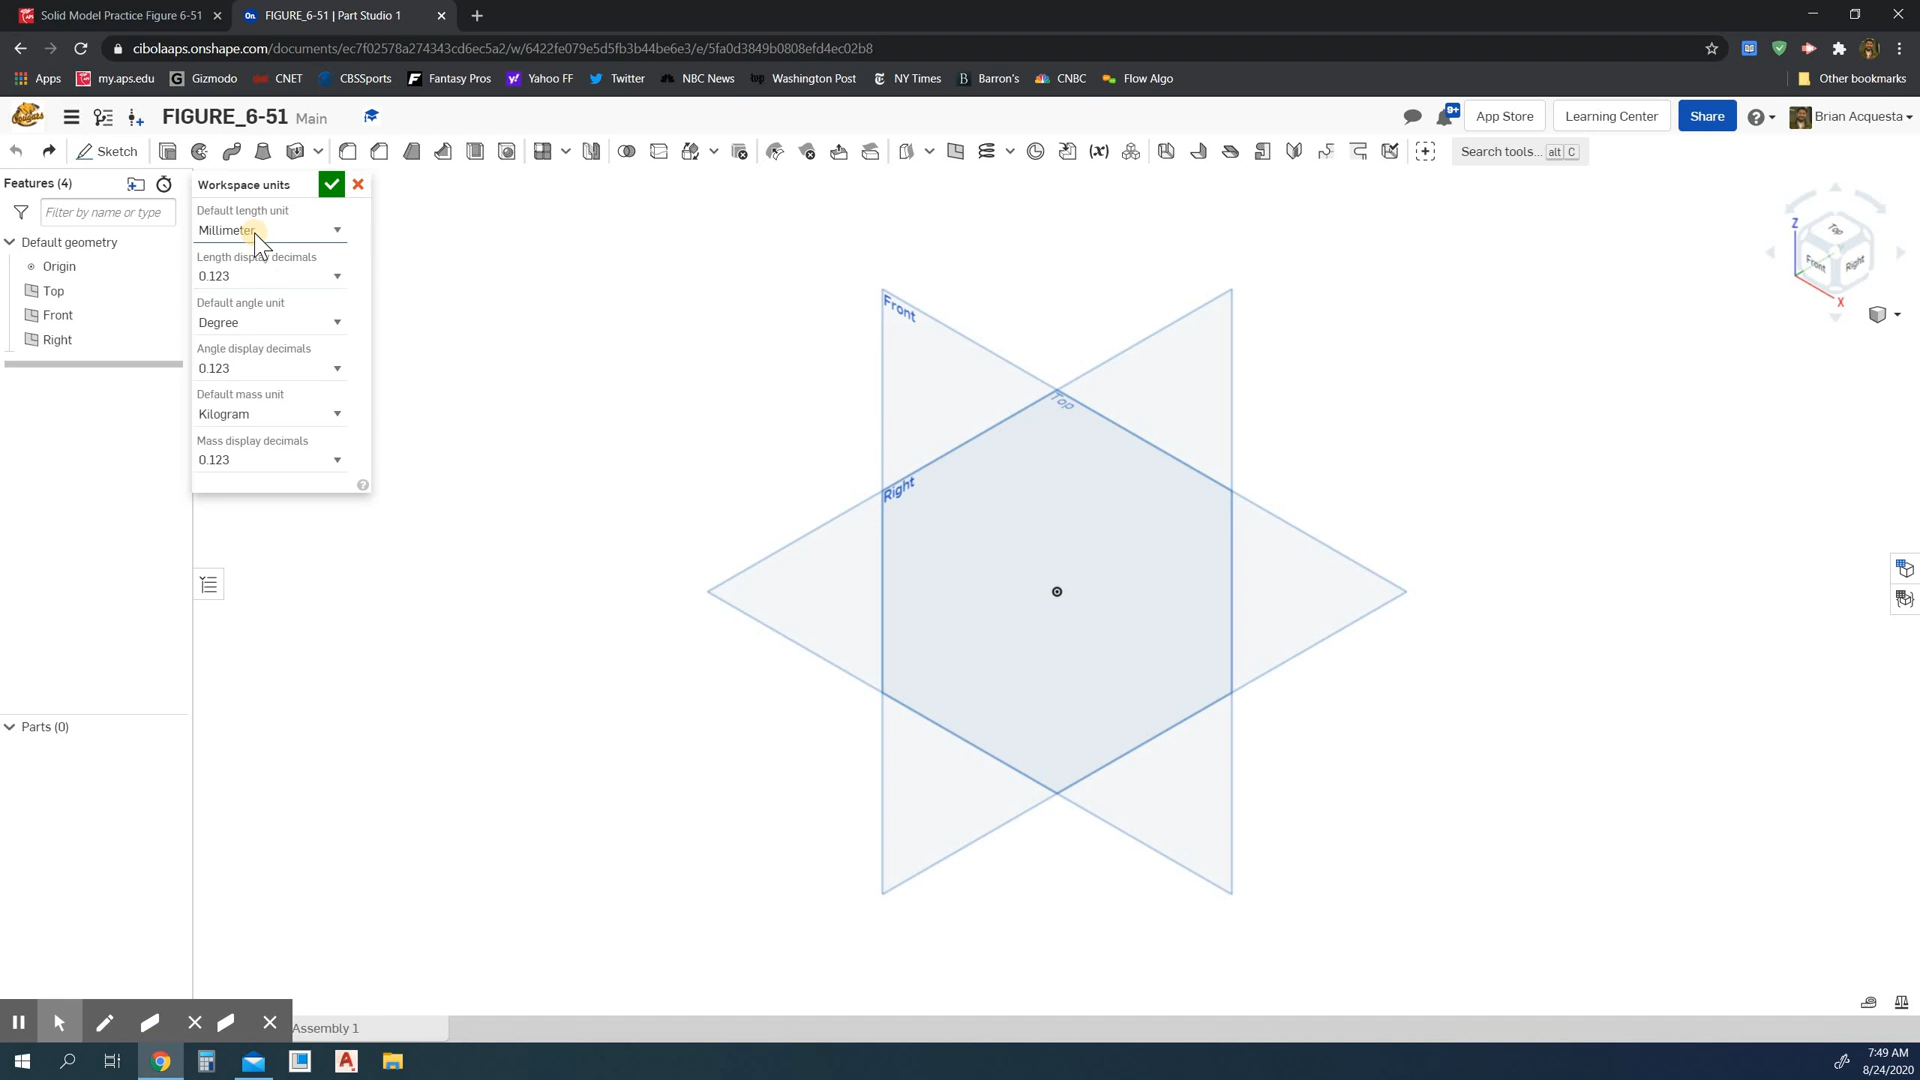 Solid Model Practice Figure 6-51
FIGURE_6-51 | Part Studio 1
cibolaaps.onshape.com/documents/ec7f02578a274343cd6ec5a2/w/6422fe079e5d5fb3b44be6e3/e/5fa0d3849b0808efd4ec02b8
Apps my.aps.edu Gizmodo CNET CBSSports Fantasy Pros Yahoo FF Twitter NBC News Washington Post NY Times Barron's CNBC Flow Algo Other bookmarks
FIGURE_6-51 Main
9+ App Store Learning Center Share Brian Acquesta
Sketch
Search tools... alt C
Features (4)
Filter by name or type
Default geometry
Origin
Top
Front
Right
Parts (0)
Workspace units
Default length unit
Millimeter
Length display decimals
0.123
Default angle unit
Degree
Angle display decimals
0.123
Default mass unit
Kilogram
Mass display decimals
0.123
Front
Top
Right
Z
Top
Front
Right
X
Assembly 1
7:49 AM
8/24/2020